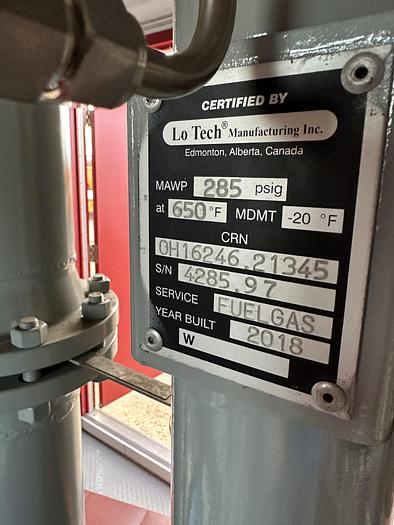 CERTIFIED BY
Lo Tech® Manufacturing Inc.
Edmonton, Alberta, Canada
MAWP 285 psig
at 650 °F MDMT -20 °F
CRN
0H16246.21345
S/N 4285.97
SERVICE FUELGAS
YEAR BUILT 2018
W